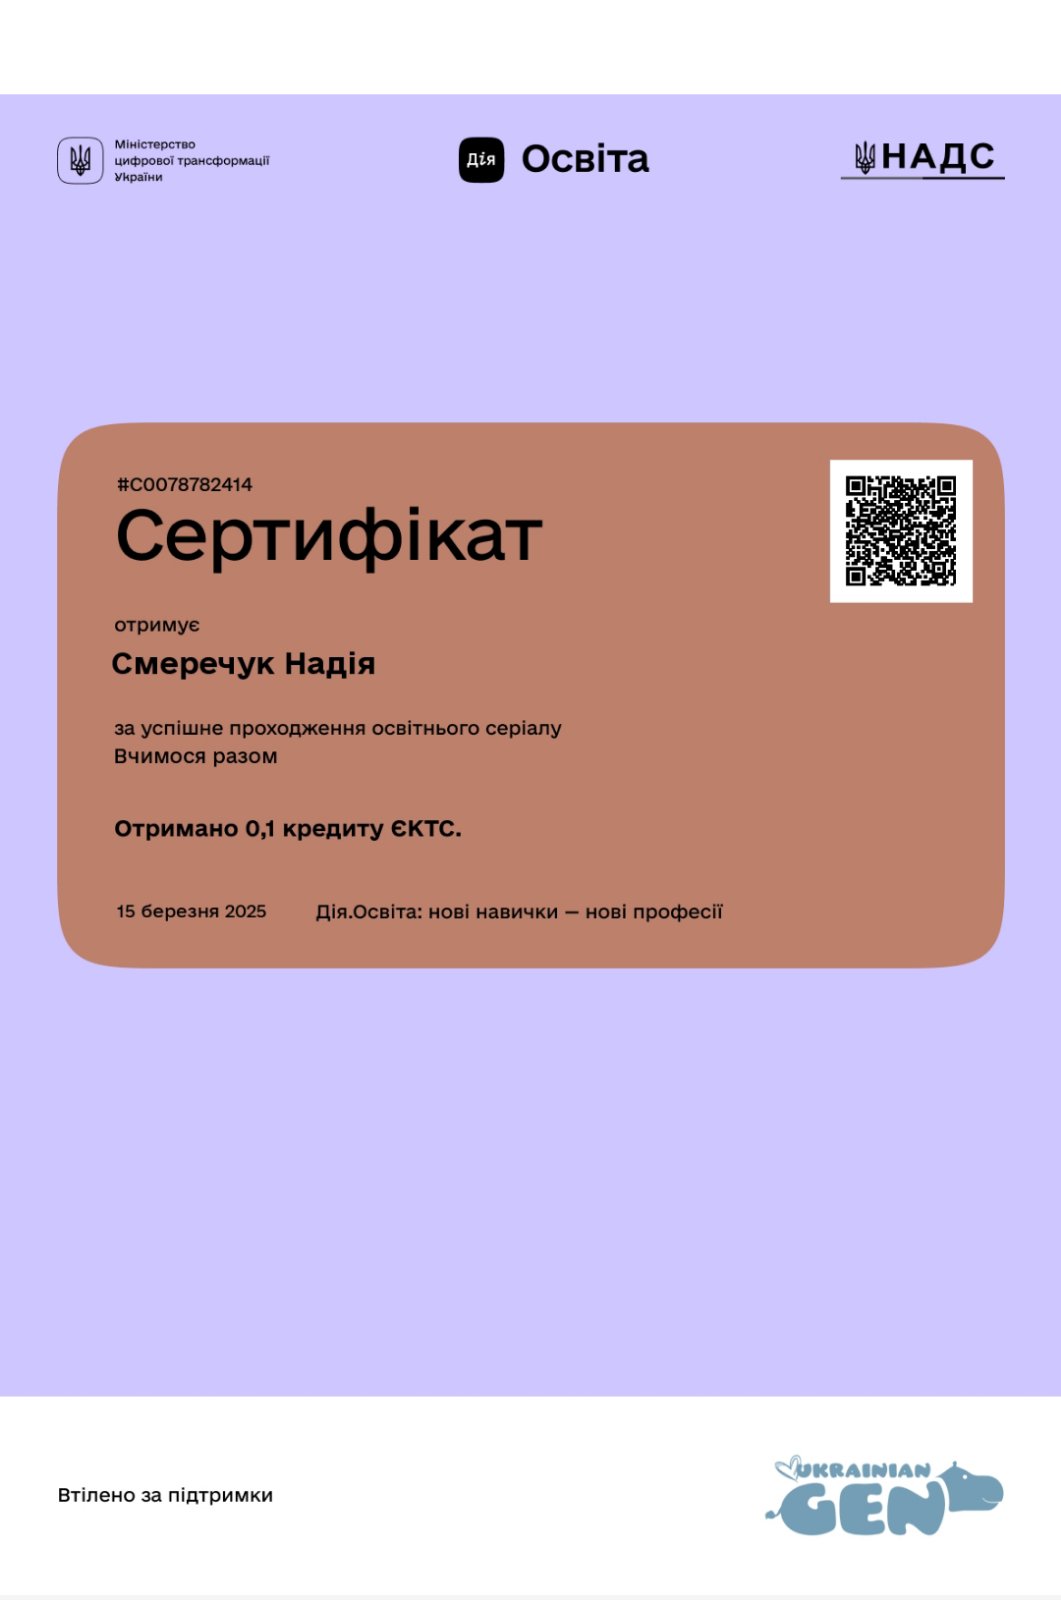 Міністерство
цифрової трансформації
України
Дія Освіта
НАДС
#C0078782414
Сертифікат
отримує
Смеречук Надія
за успішне проходження освітнього серіалу
Вчимося разом
Отримано 0,1 кредиту ЄКТС.
15 березня 2025 Дія.Освіта: нові навички — нові професії
Втілено за підтримки
UKRAINIAN
GEN